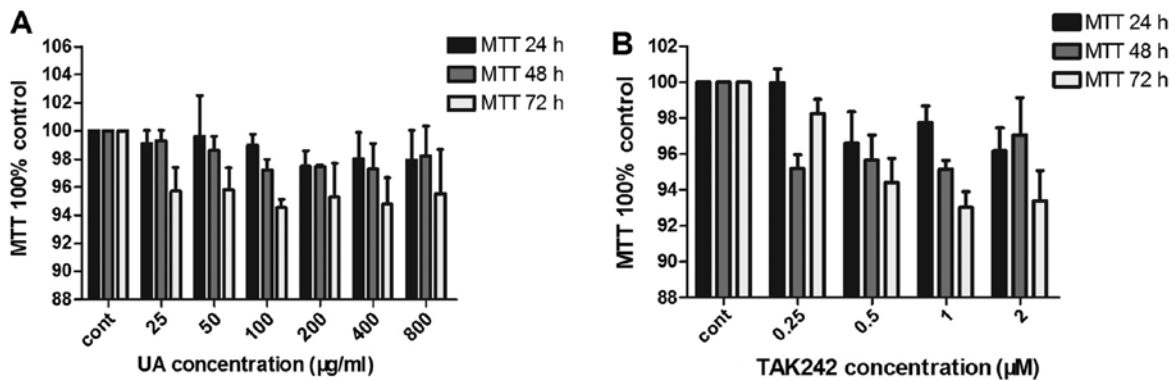 A
MTT 100% control
106
104
102
100
98
96
94
92
90
88
cont
25
50
100
200
400
800
UA concentration (µg/ml)
MTT 24 h
MTT 48 h
MTT 72 h
B
MTT 100% control
102
100
98
96
94
92
88
cont
0.25
0.5
1
2
TAK242 concentration (µM)
MTT 24 h
MTT 48 h
MTT 72 h